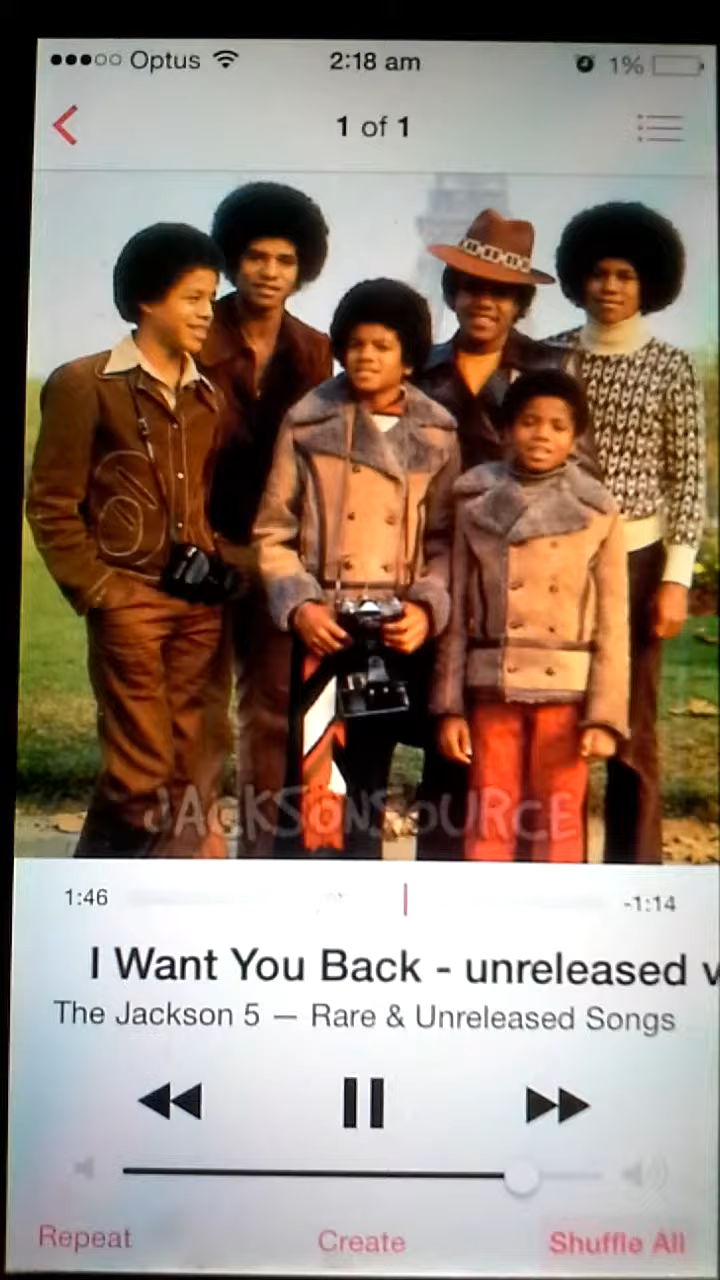 Optus 2:18 am 1%
1 of 1
JACKSONSOURCE
1:46 -1:14
I Want You Back - unreleased v
The Jackson 5 — Rare & Unreleased Songs
Repeat Create Shuffle All